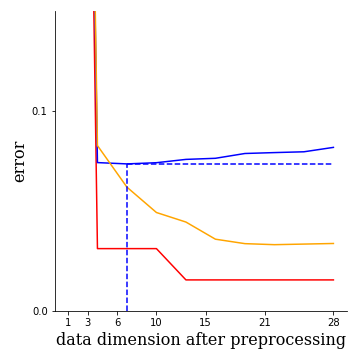 0.1
error
0.0
1 3 6 10 15 21 28
data dimension after preprocessing